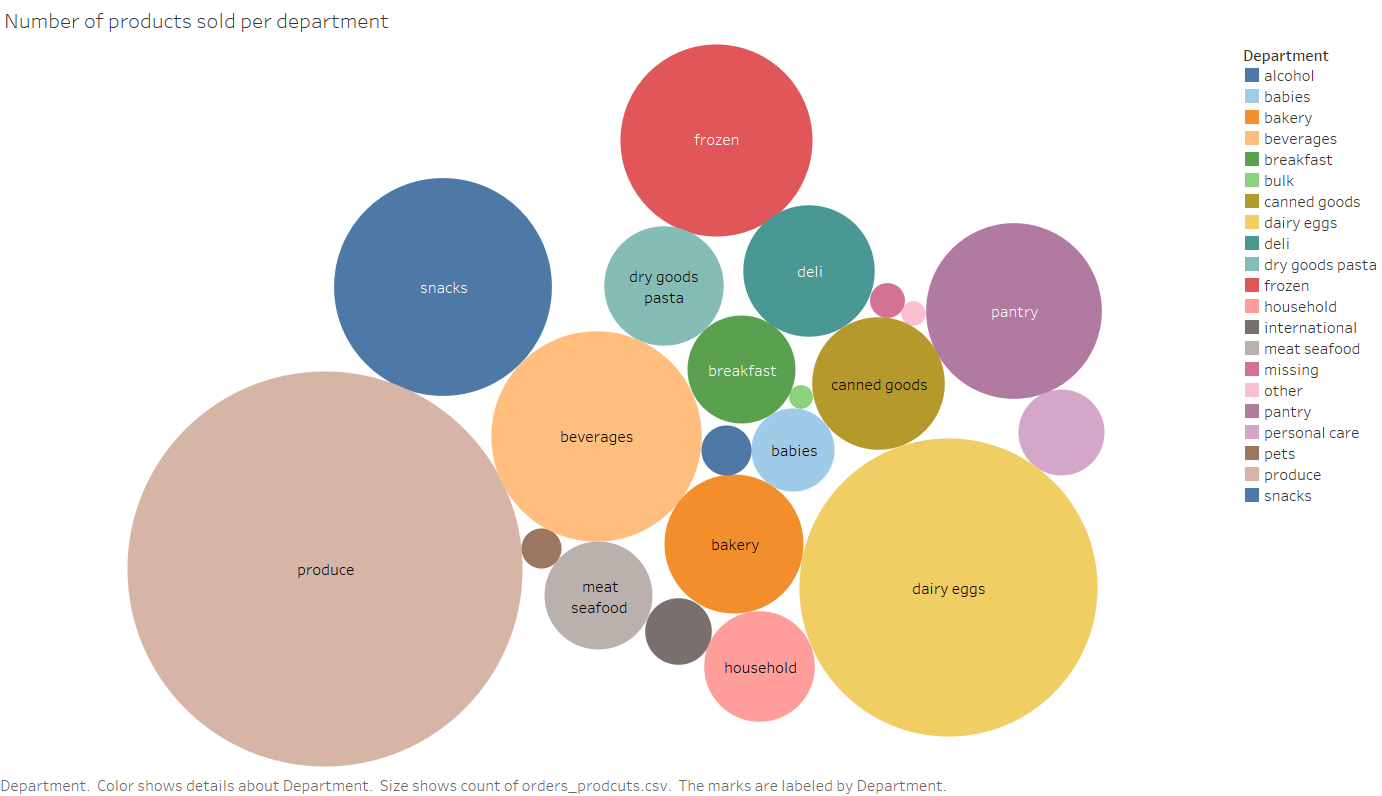 Number of products sold per department
frozen
snacks
dry goods
pasta
deli
pantry
breakfast
canned goods
beverages
babies
bakery
produce
meat
seafood
dairy eggs
household
Department
alcohol
babies
bakery
beverages
breakfast
bulk
canned goods
dairy eggs
deli
dry goods pasta
frozen
household
international
meat seafood
missing
other
pantry
personal care
pets
produce
snacks
Department.  Color shows details about Department.  Size shows count of orders_prodcuts.csv.  The marks are labeled by Department.